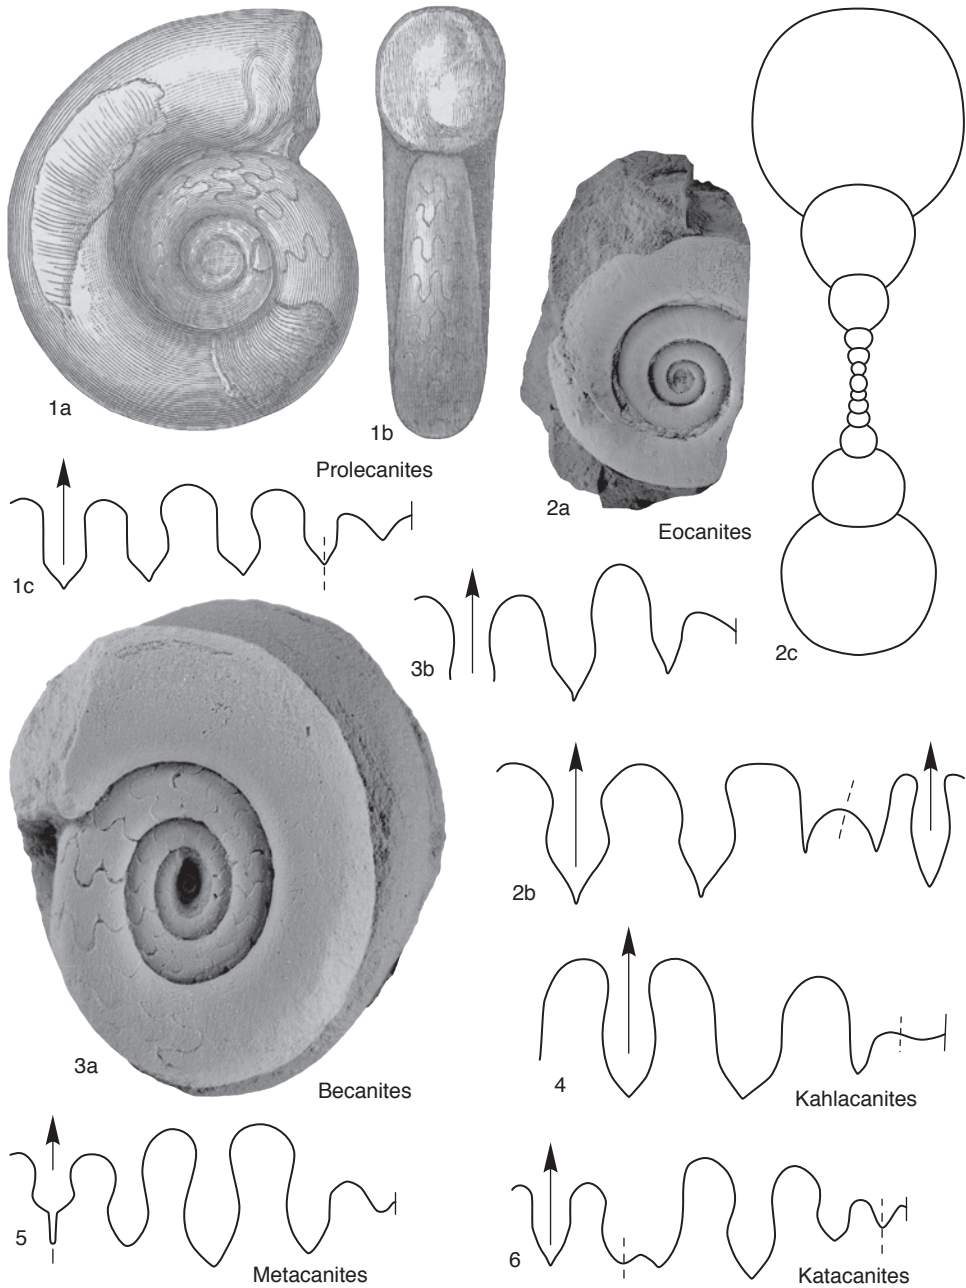 1a
1b
Prolecanites
1c
2a
Eocanites
2c
3b
2b
3a
Becanites
4
Kahlacanites
5
Metacanites
6
Katacanites